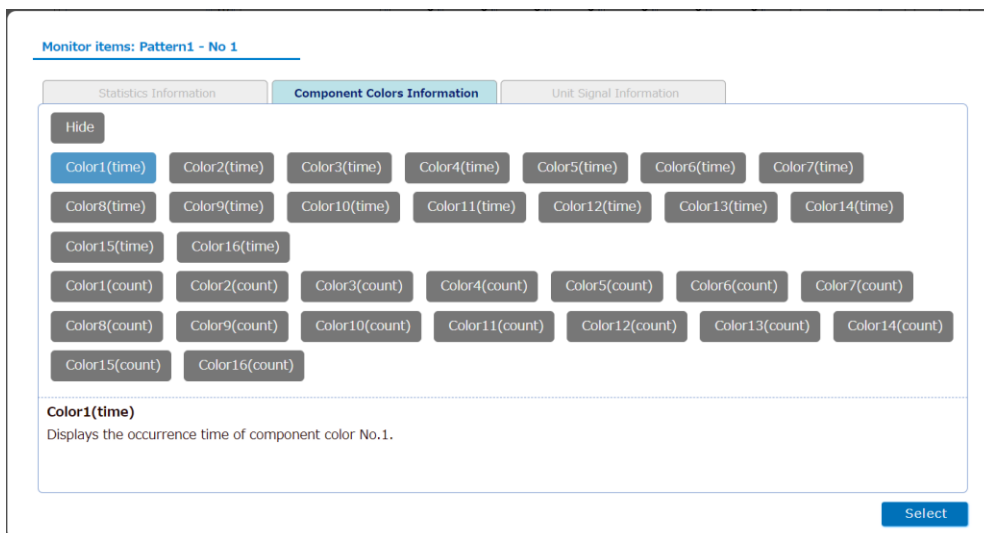 Monitor items: Pattern1 - No 1
Statistics Information Component Colors Information Unit Signal Information
Hide
Color1(time) Color2(time) Color3(time) Color4(time) Color5(time) Color6(time) Color7(time)
Color8(time) Color9(time) Color10(time) Color11(time) Color12(time) Color13(time) Color14(time)
Color15(time) Color16(time)
Color1(count) Color2(count) Color3(count) Color4(count) Color5(count) Color6(count) Color7(count)
Color8(count) Color9(count) Color10(count) Color11(count) Color12(count) Color13(count) Color14(count)
Color15(count) Color16(count)
Color1(time)
Displays the occurrence time of component color No.1.
Select